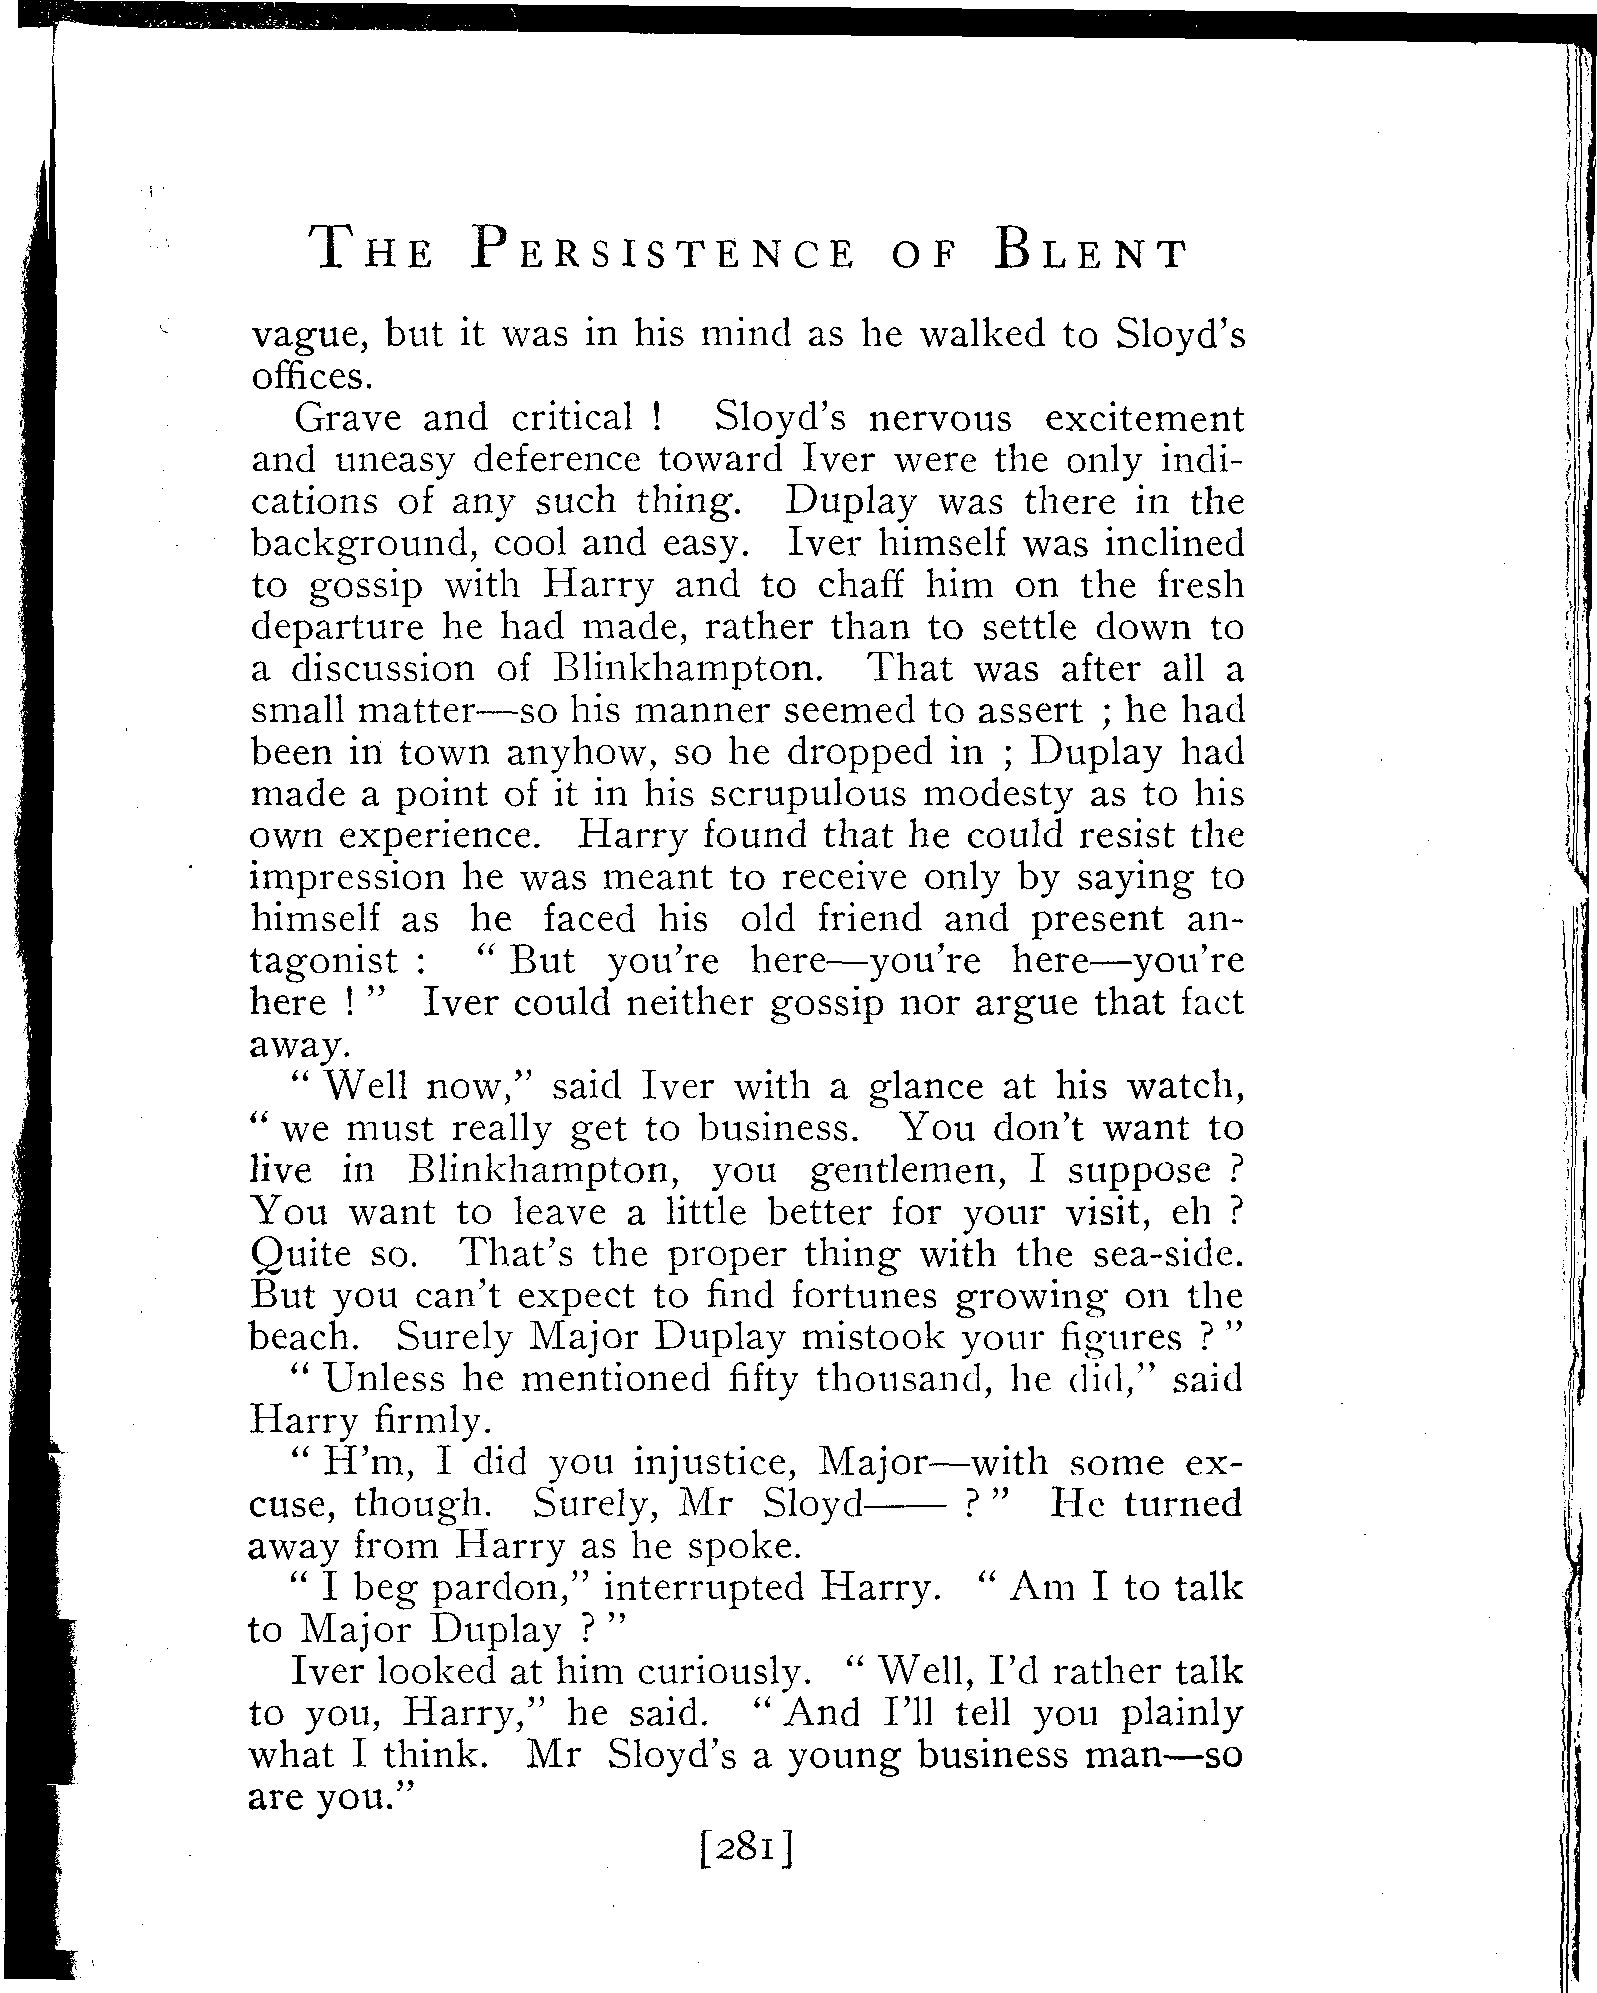 The Persistence of Blent
vague, but it was in his mind as he walked to Sloyd's
offices.
Grave and critical ! Sloyd's nervous excitement
and uneasy deference toward Iver were the only indi-
cations of any such thing. Duplay was there in the
background, cool and easy. Iver himself was inclined
to gossip with Harry and to chaff him on the fresh
departure he had made, rather than to settle down to
a discussion of Blinkhampton. That was after all a
small matter—so his manner seemed to assert ; he had
been in town anyhow, so he dropped in ; Duplay had
made a point of it in his scrupulous modesty as to his
own experience. Harry found that he could resist the
impression he was meant to receive only by saying to
himself as he faced his old friend and present an-
tagonist : " But you're here—you're here—you're
here ! " Iver could neither gossip nor argue that fact
away.
" Well now," said Iver with a glance at his watch,
" we must really get to business. You don't want to
live in Blinkhampton, you gentlemen, I suppose ?
You want to leave a little better for your visit, eh ?
Quite so. That's the proper thing with the sea-side.
But you can't expect to find fortunes growing on the
beach. Surely Major Duplay mistook your figures ? "
" Unless he mentioned fifty thousand, he did," said
Harry firmly.
" H'm, I did you injustice, Major—with some ex-
cuse, though. Surely, Mr Sloyd—— ? " He turned
away from Harry as he spoke.
" I beg pardon," interrupted Harry. " Am I to talk
to Major Duplay ? "
Iver looked at him curiously. " Well, I'd rather talk
to you, Harry," he said. " And I'll tell you plainly
what I think. Mr Sloyd's a young business man—so
are you."
[281]